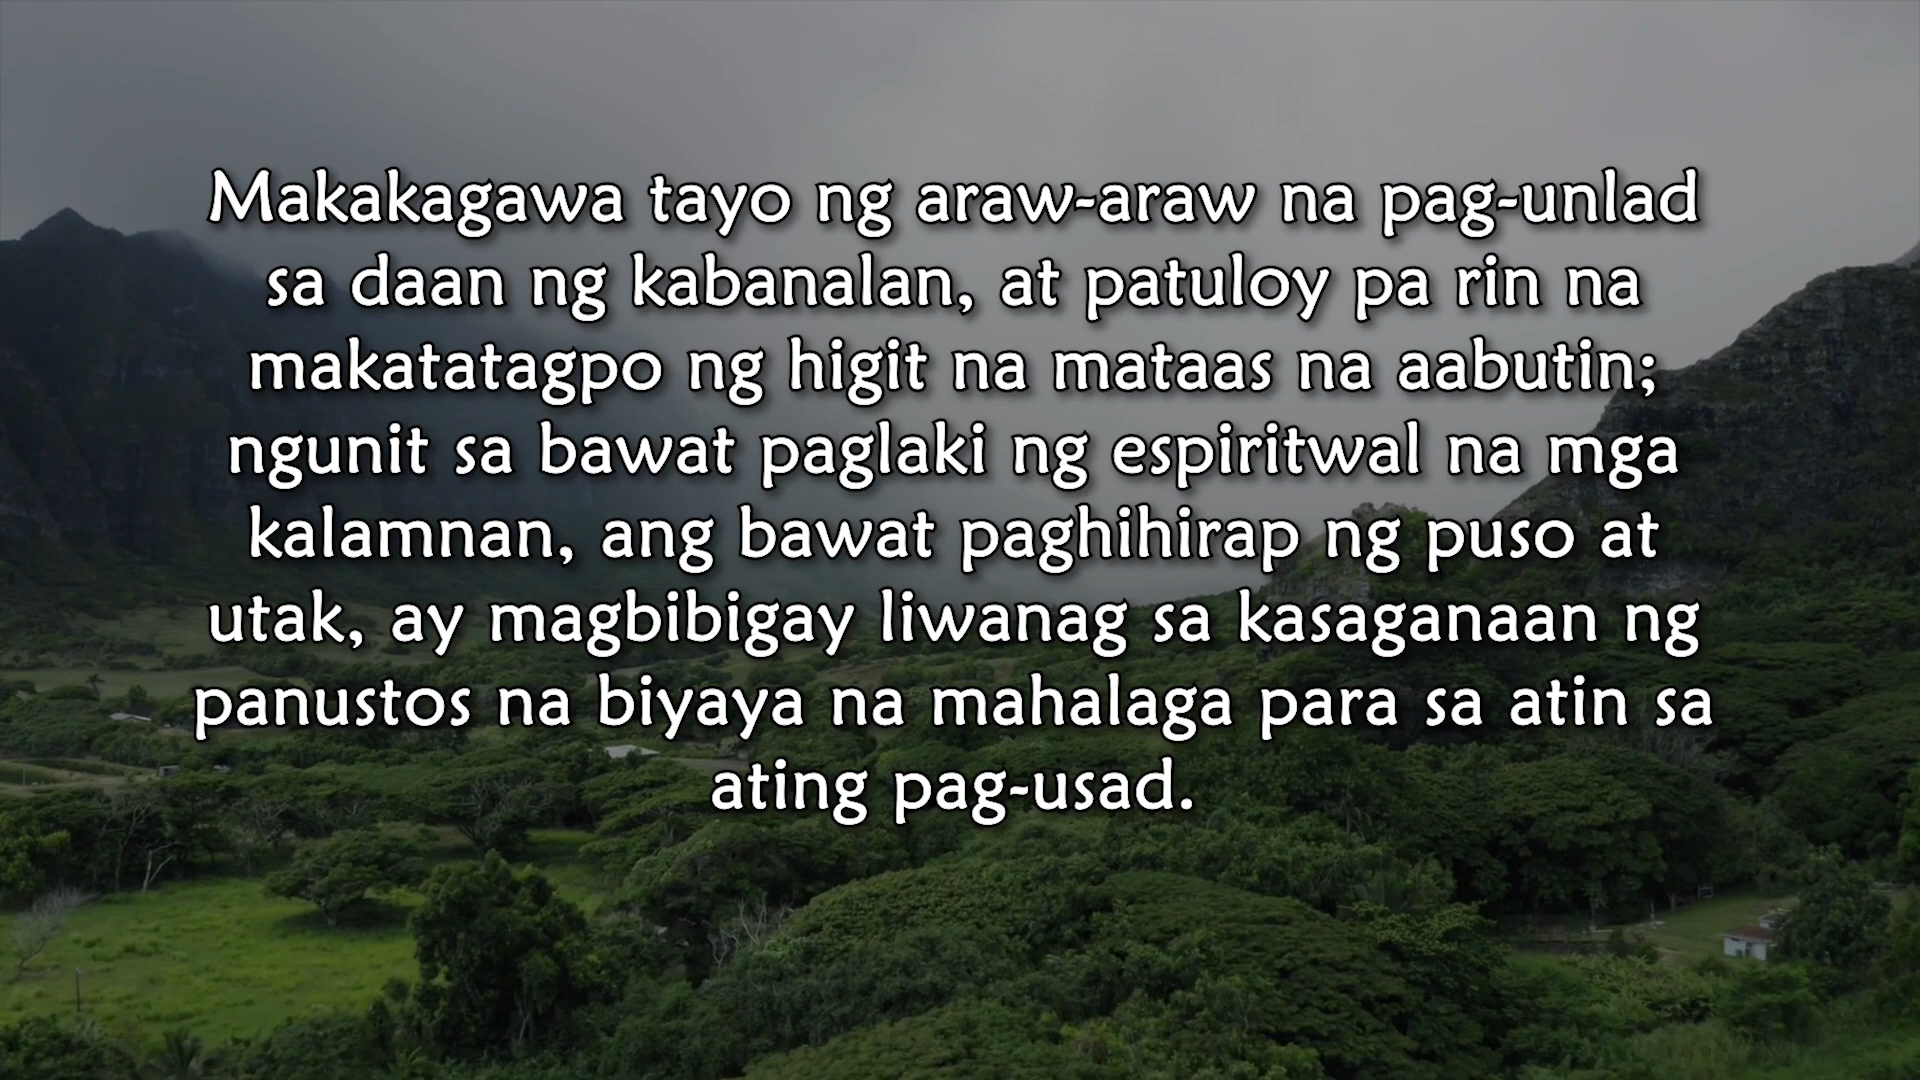 Makakagawa tayo ng araw-araw na pag-unlad
sa daan ng kabanalan, at patuloy pa rin na
makatatagpo ng higit na mataas na aabutin;
ngunit sa bawat paglaki ng espiritwal na mga
kalamnan, ang bawat paghihirap ng puso at
utak, ay magbibigay liwanag sa kasaganaan ng
panustos na biyaya na mahalaga para sa atin sa
ating pag-usad.